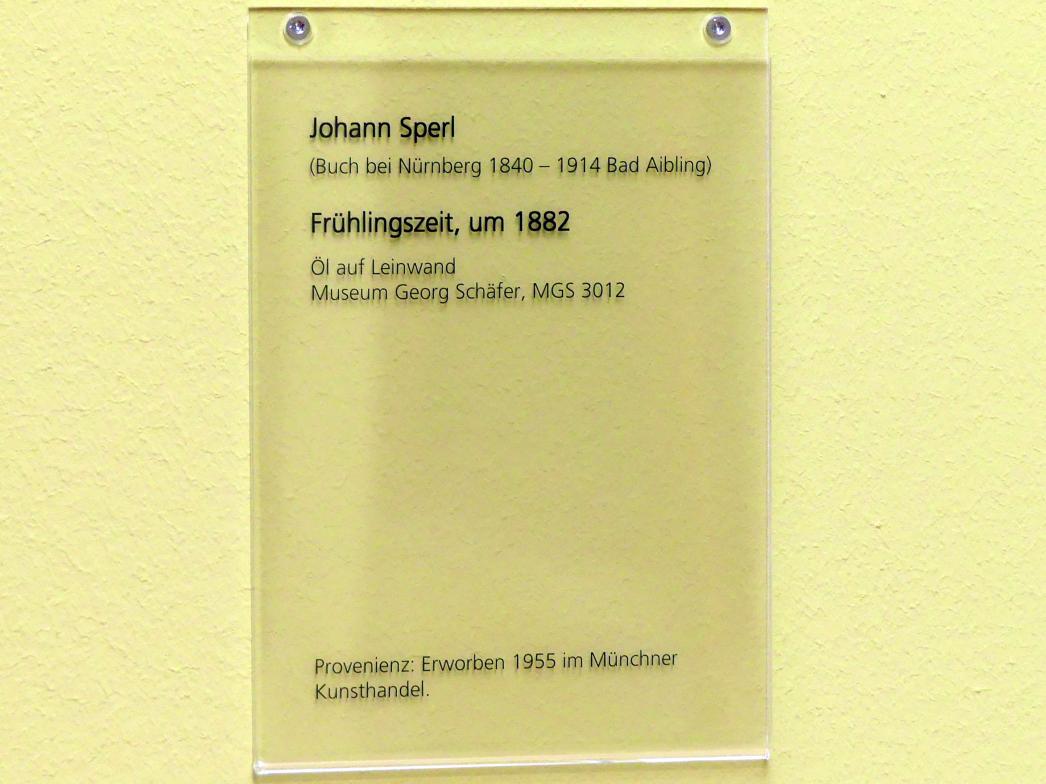 Johann Sperl
(Buch bei Nürnberg 1840 – 1914 Bad Aibling)
Frühlingszeit, um 1882
Öl auf Leinwand
Museum Georg Schäfer, MGS 3012
Provenienz: Erworben 1955 im Münchner
Kunsthandel.